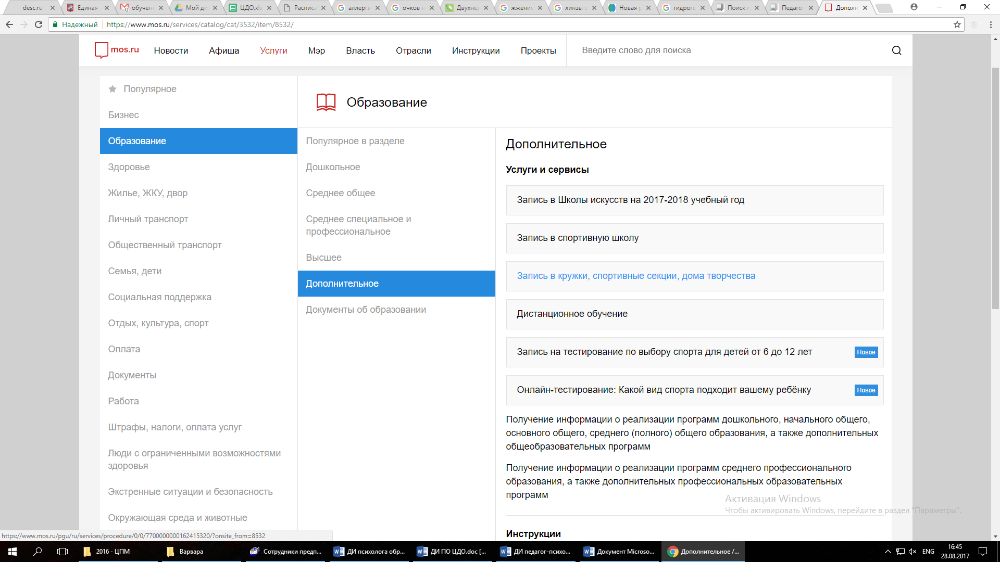 desc.ru
Единая
обучен
Мой ди
ЦДО.xls
Расписа
аллерги
очков н
Двухне
жжение
линзы с
Новая р
гидроге
Поиск п
Педагог
Дополн
Надежный
https://www.mos.ru/services/catalog/cat/3532/item/8532/
mos.ru
Новости
Афиша
Услуги
Мэр
Власть
Отрасли
Инструкции
Проекты
Введите слово для поиска
Популярное
Бизнес
Образование
Здоровье
Жилье, ЖКУ, двор
Личный транспорт
Общественный транспорт
Семья, дети
Социальная поддержка
Отдых, культура, спорт
Оплата
Документы
Работа
Штрафы, налоги, оплата услуг
Люди с ограниченными возможностями
здоровья
Экстренные ситуации и безопасность
Окружающая среда и животные
Образование
Популярное в разделе
Дошкольное
Среднее общее
Среднее специальное и
профессиональное
Высшее
Дополнительное
Документы об образовании
Дополнительное
Услуги и сервисы
Запись в Школы искусств на 2017-2018 учебный год
Запись в спортивную школу
Запись в кружки, спортивные секции, дома творчества
Дистанционное обучение
Запись на тестирование по выбору спорта для детей от 6 до 12 лет
Новое
Онлайн-тестирование: Какой вид спорта подходит вашему ребёнку
Новое
Получение информации о реализации программ дошкольного, начального общего,
основного общего, среднего (полного) общего образования, а также дополнительных
общеобразовательных программ
Получение информации о реализации программ среднего профессионального
образования, а также дополнительных профессиональных образовательных
программ
Активация Windows
Чтобы активировать Windows, перейдите в раздел "Параметры".
Инструкции
https://www.mos.ru/pgu/ru/services/procedure/0/0/7700000000162415320/?onsite_from=8532
2016 - ЦПМ
Варвара
Сотрудники предп...
ДИ психолога обр...
ДИ ПО ЦДО.doc [...
ДИ педагог-психо...
Документ Microso...
Дополнительное /...
ENG
16:45
28.08.2017